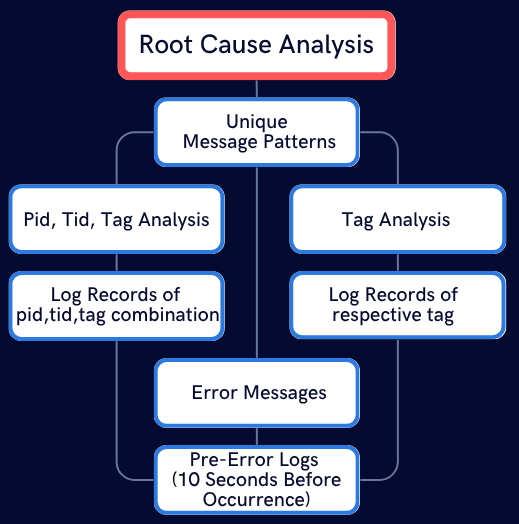 Root Cause Analysis
Unique
Message Patterns
Pid, Tid, Tag Analysis
Tag Analysis
Log Records of
pid,tid,tag combination
Log Records of
respective tag
Error Messages
Pre-Error Logs
(10 Seconds Before
Occurrence)